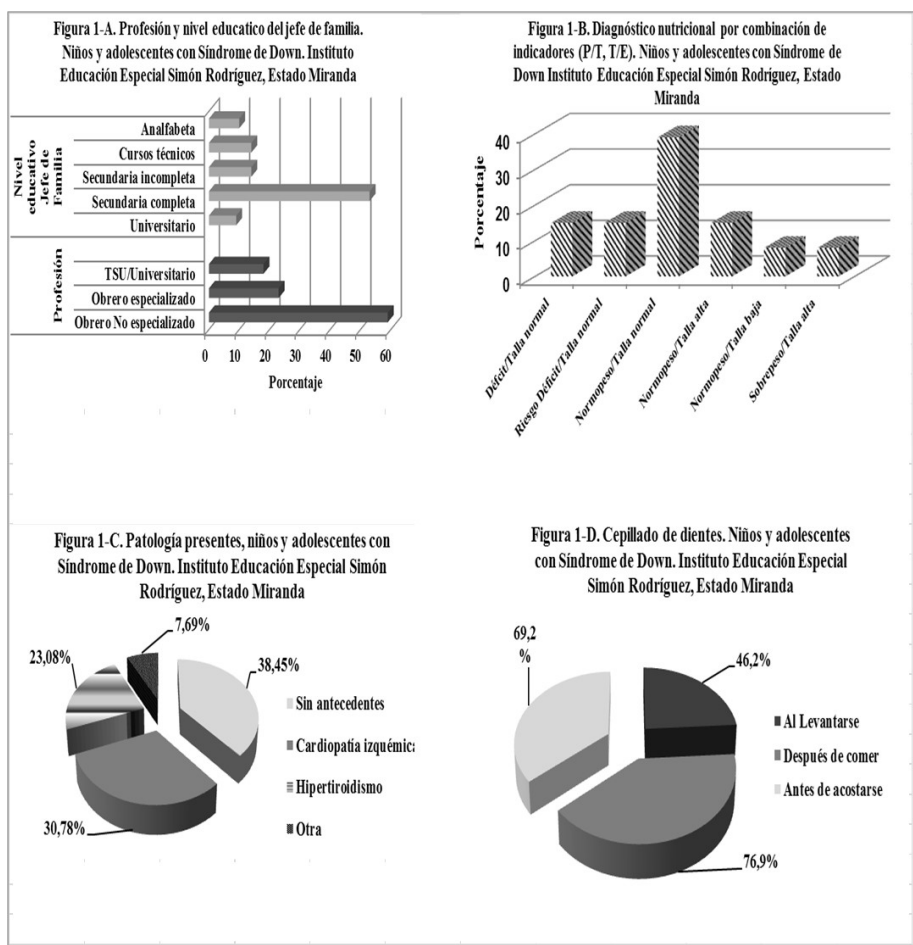 Figura 1-A. Profesión y nivel educatico del jefe de familia.
Niños y adolescentes con Síndrome de Down. Instituto
Educación Especial Simón Rodríguez, Estado Miranda
Nivel
educativo
Jefe de
Familia
Analfabeta
Cursos técnicos
Secundaria incompleta
Secundaria completa
Universitario
Profesión
TSU/Universitario
Obrero especializado
Obrero No especializado
0 10 20 30 40 50 60
Porcentaje
Figura 1-B. Diagnóstico nutricional por combinación de
indicadores (P/T, T/E). Niños y adolescentes con Síndrome de
Down Instituto Educación Especial Simón Rodríguez, Estado
Miranda
Porcentaje
40
30
20
10
0
Défcit/Talla normal
Riesgo Déficit/Talla normal
Normopeso/Talla normal
Normopeso/Talla alta
Normopeso/Talla baja
Sobrepeso/Talla alta
Figura 1-C. Patología presentes, niños y adolescentes con
Síndrome de Down. Instituto Educación Especial Simón
Rodríguez, Estado Miranda
7,69%
23,08%
38,45%
30,78%
Sin antecedentes
Cardiopatía izquémica
Hipertiroidismo
Otra
Figura 1-D. Cepillado de dientes. Niños y adolescentes
con Síndrome de Down. Instituto Educación Especial
Simón Rodríguez, Estado Miranda
69,2
%
46,2%
76,9%
Al Levantarse
Después de comer
Antes de acostarse